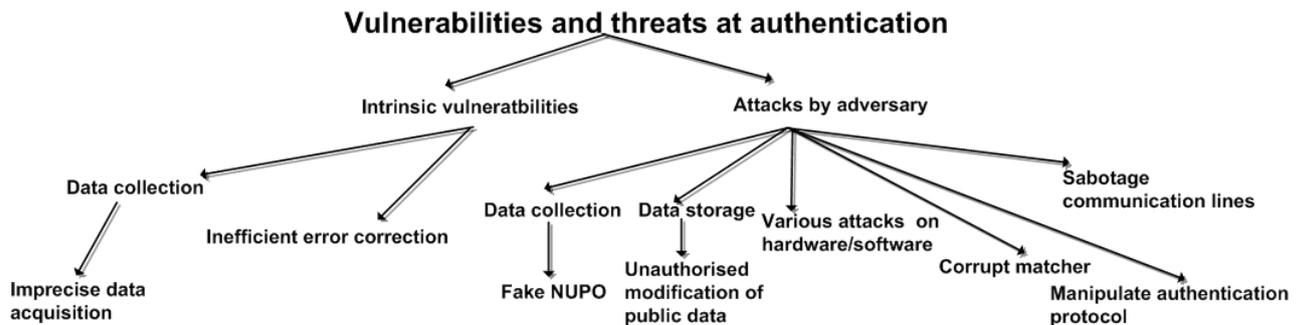 Vulnerabilities and threats at authentication
Intrinsic vulneratbilities
Attacks by adversary
Data collection
Inefficient error correction
Imprecise data
acquisition
Data collection
Fake NUPO
Data storage
Unauthorised
modification of
public data
Various attacks on
hardware/software
Corrupt matcher
Manipulate authentication
protocol
Sabotage
communication lines